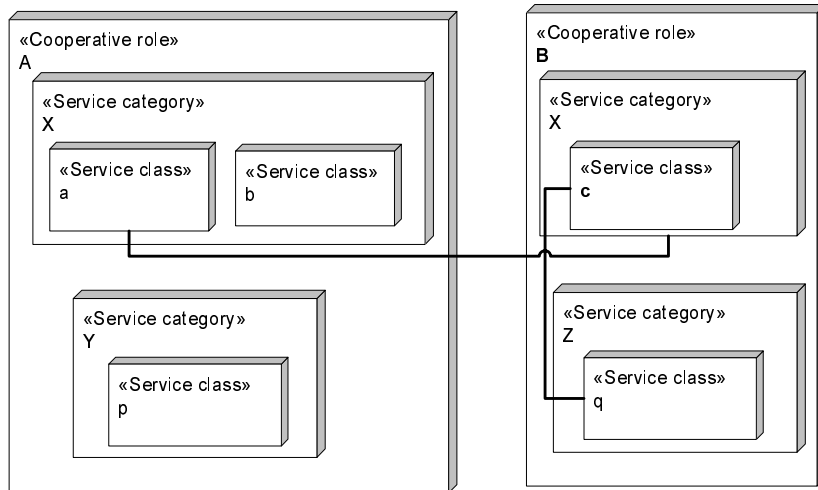 «Cooperative role»
A
«Service category»
X
«Service class»
a
«Service class»
b
«Service category»
Y
«Service class»
p
«Cooperative role»
B
«Service category»
X
«Service class»
c
«Service category»
Z
«Service class»
q